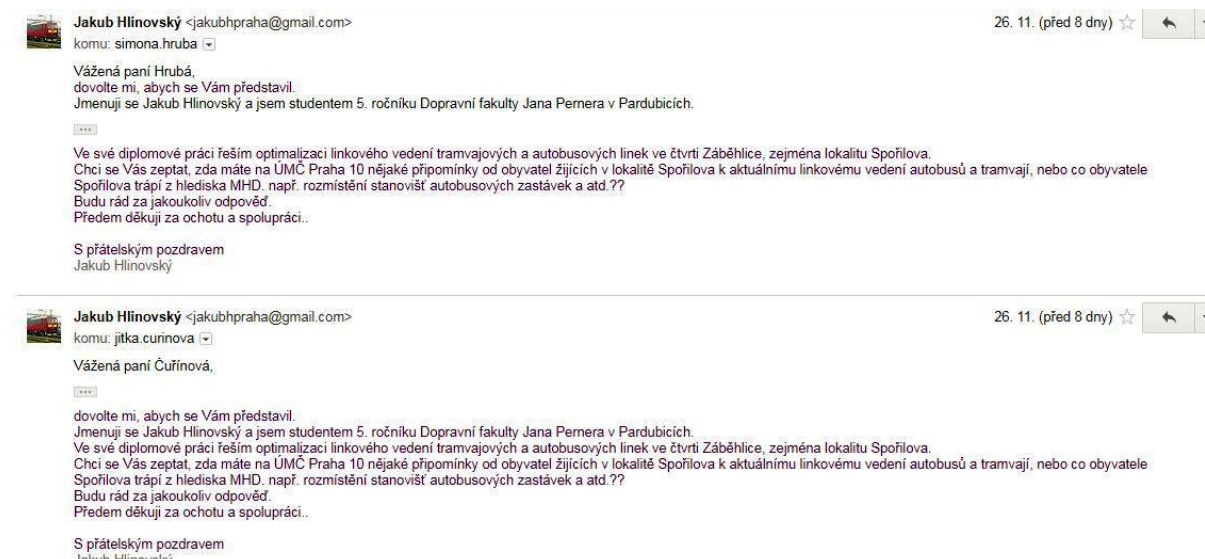 Jakub Hlinovský <jakubhpraha@gmail.com> 26. 11. (před 8 dny)
komu: simona.hruba
Vážená paní Hrubá,
dovolte mi, abych se Vám představil.
Jmenuji se Jakub Hlinovský a jsem studentem 5. ročníku Dopravní fakulty Jana Pernera v Pardubicích.
...
Ve své diplomové práci řeším optimalizaci linkového vedení tramvajových a autobusových linek ve čtvrti Záběhlice, zejména lokalitu Spořilova.
Chci se Vás zeptat, zda máte na ÚMČ Praha 10 nějaké připomínky od obyvatel žijících v lokalitě Spořilova k aktuálnímu linkovému vedení autobusů a tramvají, nebo co obyvatele
Spořilova trápí z hlediska MHD. např. rozmístění stanovišť autobusových zastávek a atd.??
Budu rád za jakoukoliv odpověď.
Předem děkuji za ochotu a spolupráci..
S přátelským pozdravem
Jakub Hlinovský
Jakub Hlinovský <jakubhpraha@gmail.com> 26. 11. (před 8 dny)
komu: jitka.curinova
Vážená paní Čuřínová,
...
dovolte mi, abych se Vám představil.
Jmenuji se Jakub Hlinovský a jsem studentem 5. ročníku Dopravní fakulty Jana Pernera v Pardubicích.
Ve své diplomové práci řeším optimalizaci linkového vedení tramvajových a autobusových linek ve čtvrti Záběhlice, zejména lokalitu Spořilova.
Chci se Vás zeptat, zda máte na ÚMČ Praha 10 nějaké připomínky od obyvatel žijících v lokalitě Spořilova k aktuálnímu linkovému vedení autobusů a tramvají, nebo co obyvatele
Spořilova trápí z hlediska MHD. např. rozmístění stanovišť autobusových zastávek a atd.??
Budu rád za jakoukoliv odpověď.
Předem děkuji za ochotu a spolupráci..
S přátelským pozdravem
Jakub Hlinovský